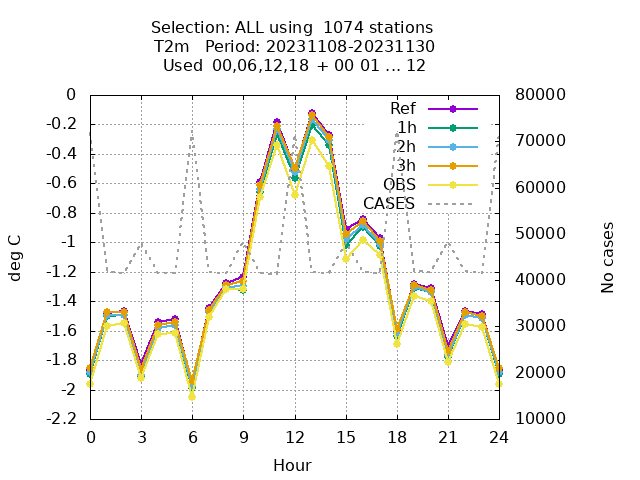 Selection: ALL using  1074 stations
T2m   Period: 20231108-20231130
Used  00,06,12,18 + 00 01 ... 12
0
-0.2
-0.4
-0.6
-0.8
-1
-1.2
-1.4
-1.6
-1.8
-2
-2.2
80000
70000
60000
50000
40000
30000
20000
10000
Ref
1h
2h
3h
OBS
CASES
deg C
No cases
0 3 6 9 12 15 18 21 24
Hour